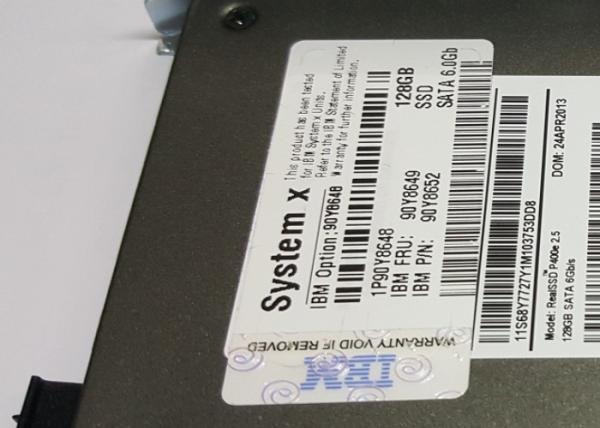 System x
This product has been tested
for IBM System x Units.
Refer to the IBM Statement of Limited
Warranty for further information.
IBM Option:90Y8648
1P90Y8648
IBM FRU: 90Y8649
IBM P/N: 90Y8652
128GB
SSD
SATA 6.0Gb
WARRANTY VOID IF REMOVED
IBM
11S68Y7727Y1M103753DD8
DOM: 24APR2013
Model: RealSSD™ P400e 2.5
128GB SATA 6Gb/s